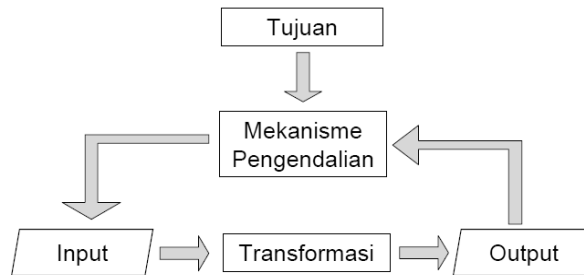 Tujuan
Mekanisme
Pengendalian
Input
Transformasi
Output